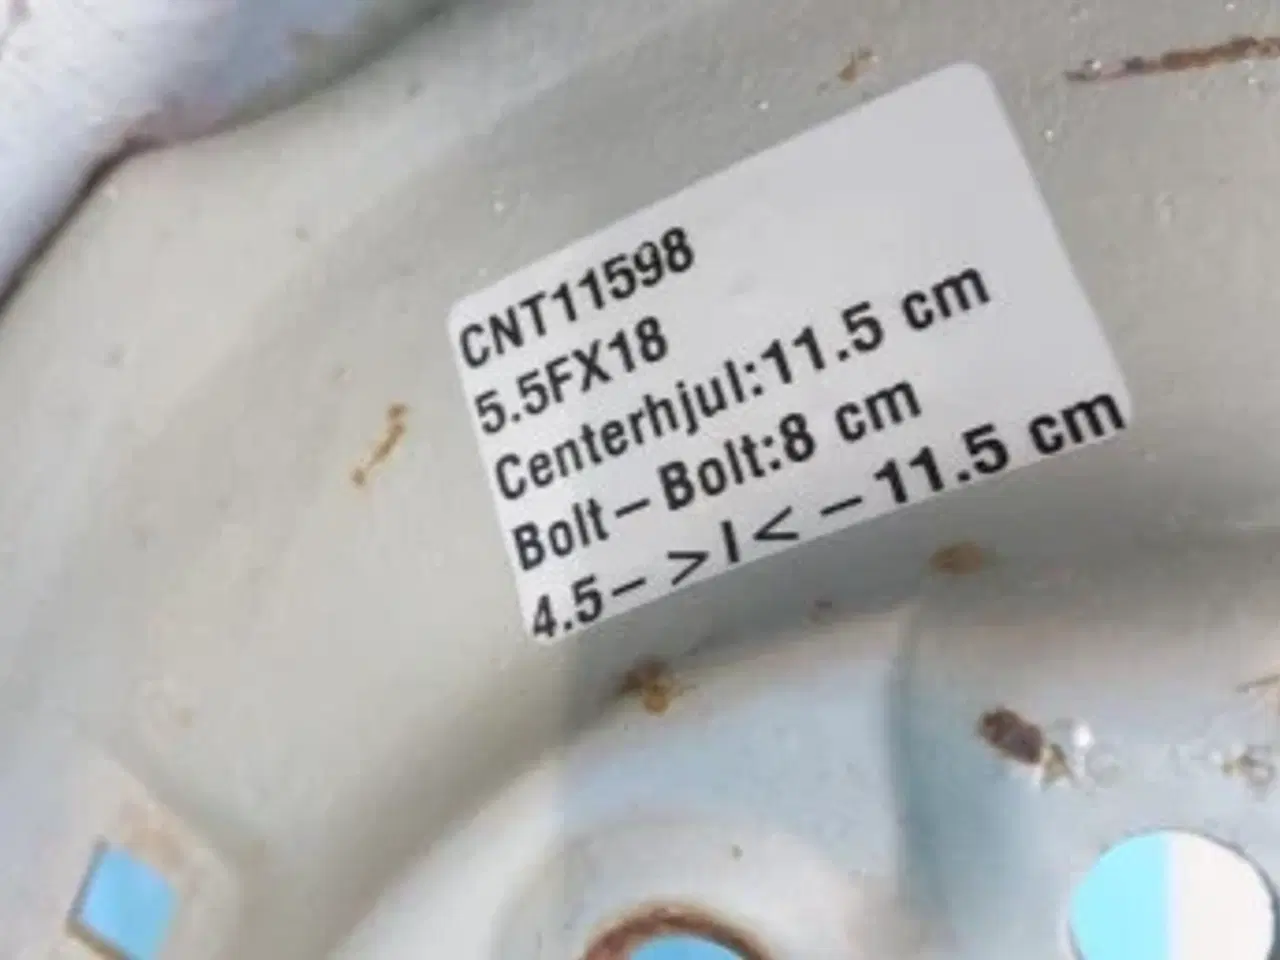 CNT11598
5.5FX18
Centerhjul:11.5 cm
Bolt-Bolt:8 cm
4.5->I<-11.5 cm